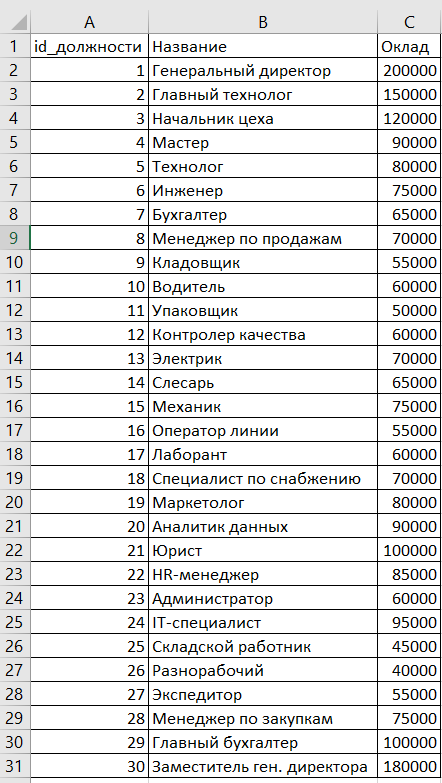 A B C
1 id_должности Название Оклад
2 1 Генеральный директор 200000
3 2 Главный технолог 150000
4 3 Начальник цеха 120000
5 4 Мастер 90000
6 5 Технолог 80000
7 6 Инженер 75000
8 7 Бухгалтер 65000
9 8 Менеджер по продажам 70000
10 9 Кладовщик 55000
11 10 Водитель 60000
12 11 Упаковщик 50000
13 12 Контролер качества 60000
14 13 Электрик 70000
15 14 Слесарь 65000
16 15 Механик 75000
17 16 Оператор линии 55000
18 17 Лаборант 60000
19 18 Специалист по снабжению 70000
20 19 Маркетолог 80000
21 20 Аналитик данных 90000
22 21 Юрист 100000
23 22 HR-менеджер 85000
24 23 Администратор 60000
25 24 IT-специалист 95000
26 25 Складской работник 45000
27 26 Разнорабочий 40000
28 27 Экспедитор 55000
29 28 Менеджер по закупкам 75000
30 29 Главный бухгалтер 100000
31 30 Заместитель ген. директора 180000